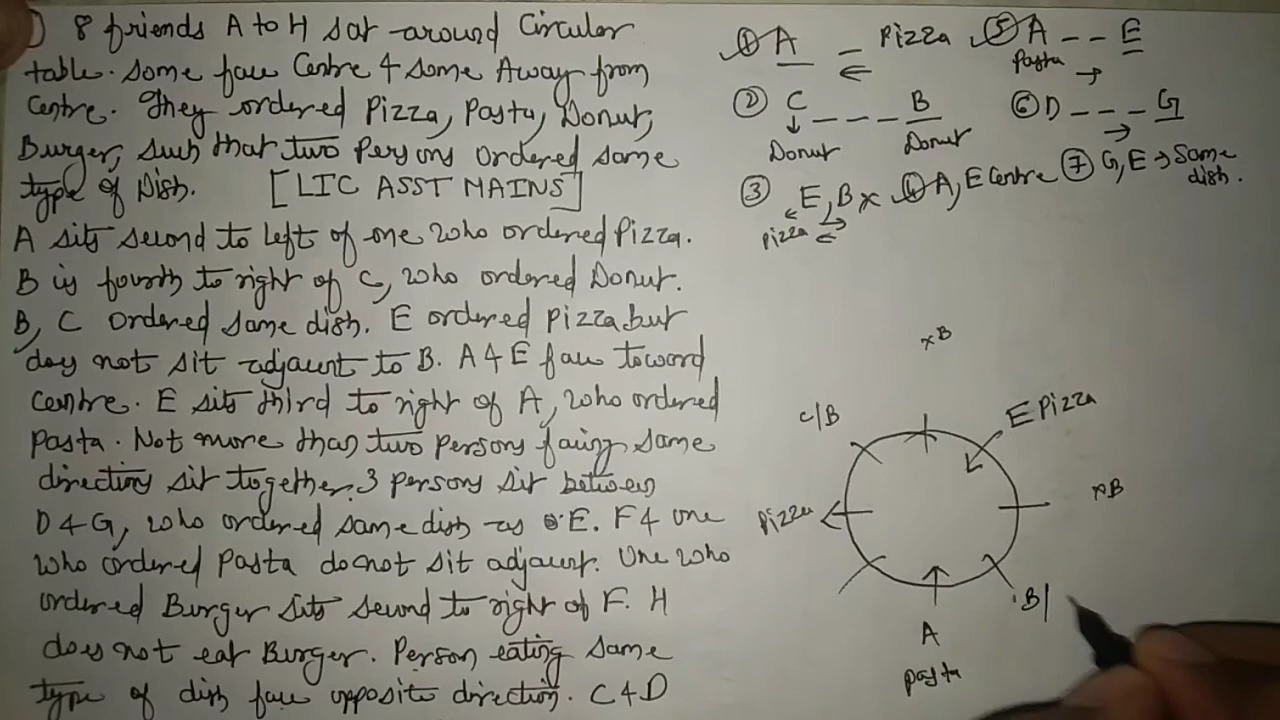 1) 8 friends A to H sat around Circular
table. Some face Centre & some Away from
Centre. They ordered Pizza, Pasta, Donut,
Burger, such that two Persons ordered same
type of Dish. [LIC ASST MAINS]
A sits second to left of one who ordered Pizza.
B is fourth to right of C, who ordered Donut.
B, C ordered same dish. E ordered pizza but
does not sit adjacent to B. A & E face toward
centre. E sits third to right of A, who ordered
pasta. Not more than two persons facing same
directions sit together. 3 persons sit between
D & G, who ordered same dish as E. F & one
who ordered Pasta do not sit adjacent. One who
ordered Burger sits second to right of F. H
does not eat Burger. Person eating same
type of dish face opposite direction. C & D
① A _ Pizza
② C _ _ _ B
Donut Donut
③ E, B x
Pizza
④ A, E Centre
⑤ A _ _ E
Pasta
⑥ D _ _ _ G
⑦ G, E → Same
dish.
x B
C/B
E Pizza
Pizza
x B
B/
A
pasta